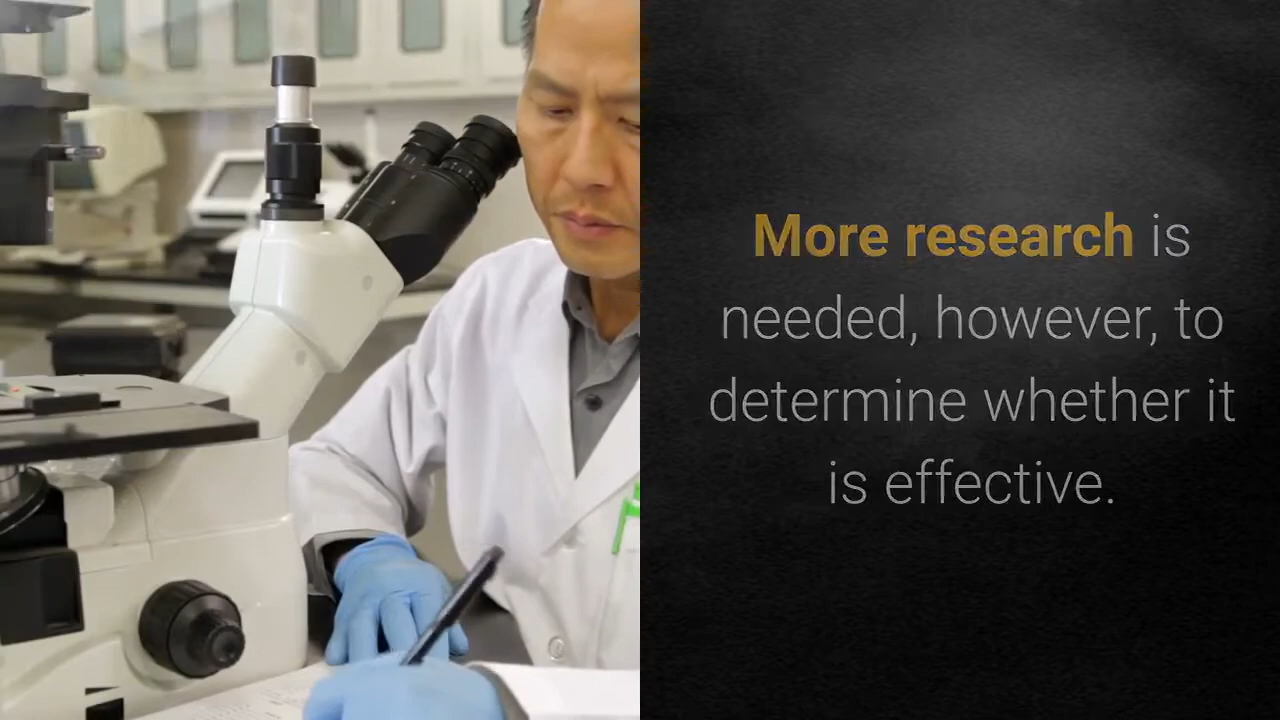 More research is
needed, however, to
determine whether it
is effective.